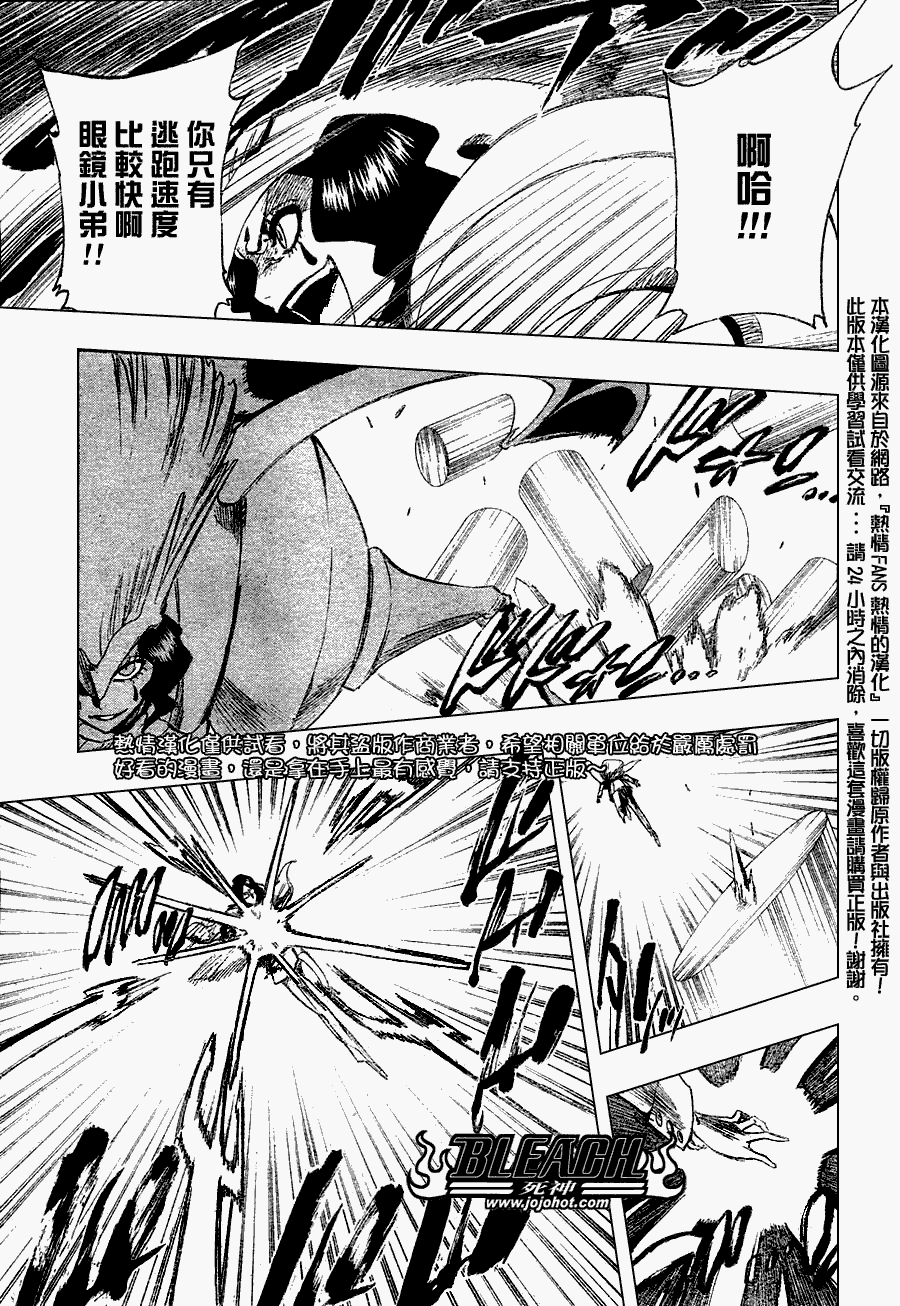 啊哈!!!
你只有
逃跑速度
比較快啊
眼鏡小弟!!
本漢化圖源來自於網路，『熱情FANS 熱情的漢化』一切版權歸原作者與出版社擁有！
此版本僅供學習試看交流… 請 24 小時之內消除，喜歡這套漫畫請購買正版！謝謝。
熱情漢化僅供試看，將其盜版作商業者，希望相關單位給於嚴厲處罰
好看的漫畫，還是拿在手上最有感覺，請支持正版~
BLEACH
死神
www.jojohot.com